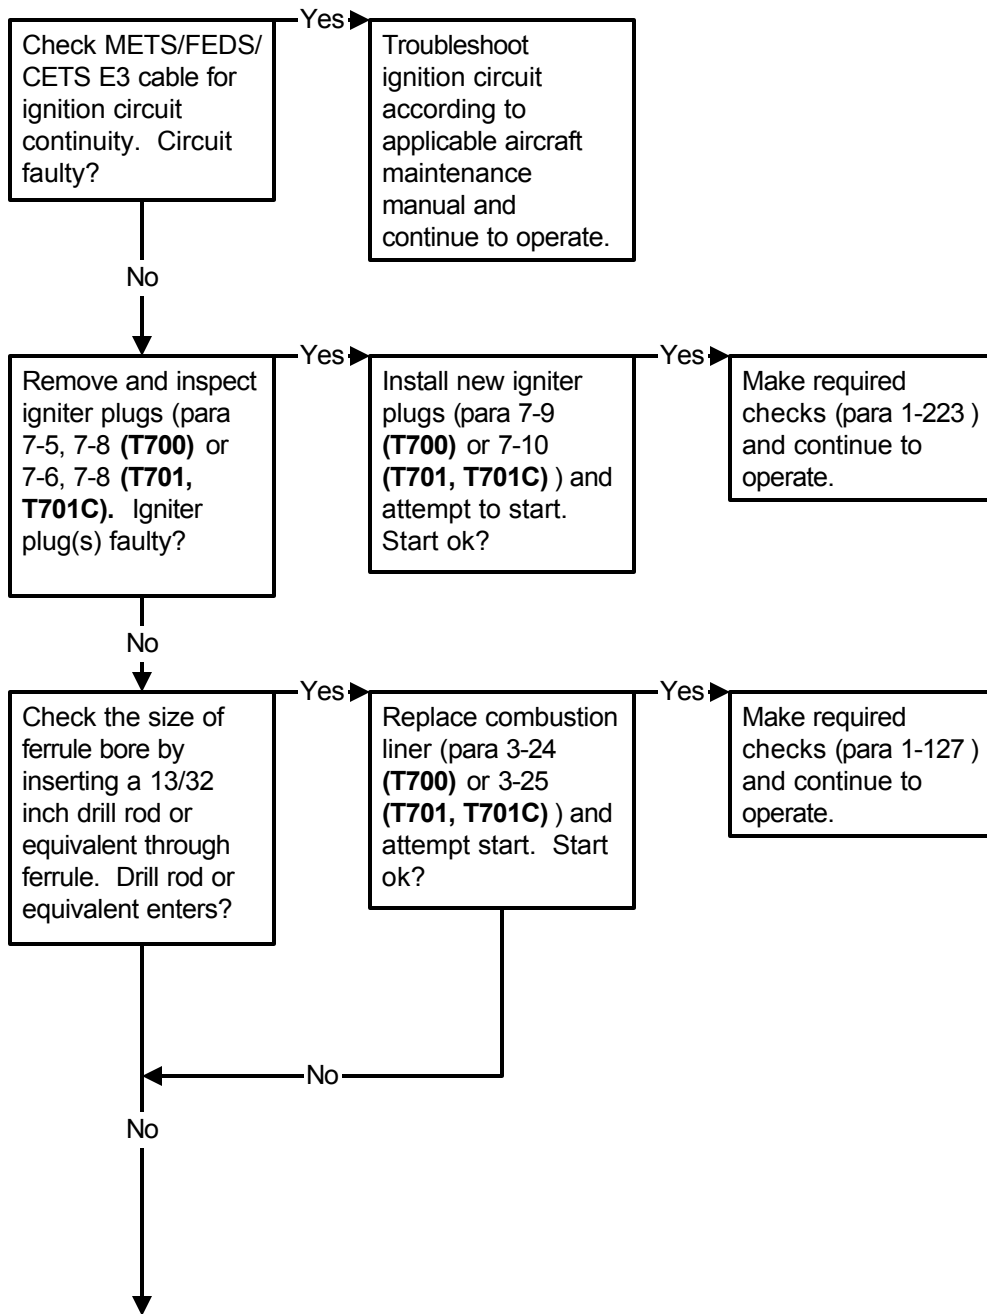 Check METS/FEDS/
CETS E3 cable for
ignition circuit
continuity. Circuit
faulty?
Yes
Troubleshoot
ignition circuit
according to
applicable aircraft
maintenance
manual and
continue to operate.
No
Remove and inspect
igniter plugs (para
7-5, 7-8 (T700) or
7-6, 7-8 (T701,
T701C). Igniter
plug(s) faulty?
Yes
Install new igniter
plugs (para 7-9
(T700) or 7-10
(T701, T701C) ) and
attempt to start.
Start ok?
Yes
Make required
checks (para 1-223 )
and continue to
operate.
No
Check the size of
ferrule bore by
inserting a 13/32
inch drill rod or
equivalent through
ferrule. Drill rod or
equivalent enters?
Yes
Replace combustion
liner (para 3-24
(T700) or 3-25
(T701, T701C) ) and
attempt start. Start
ok?
Yes
Make required
checks (para 1-127 )
and continue to
operate.
No
No